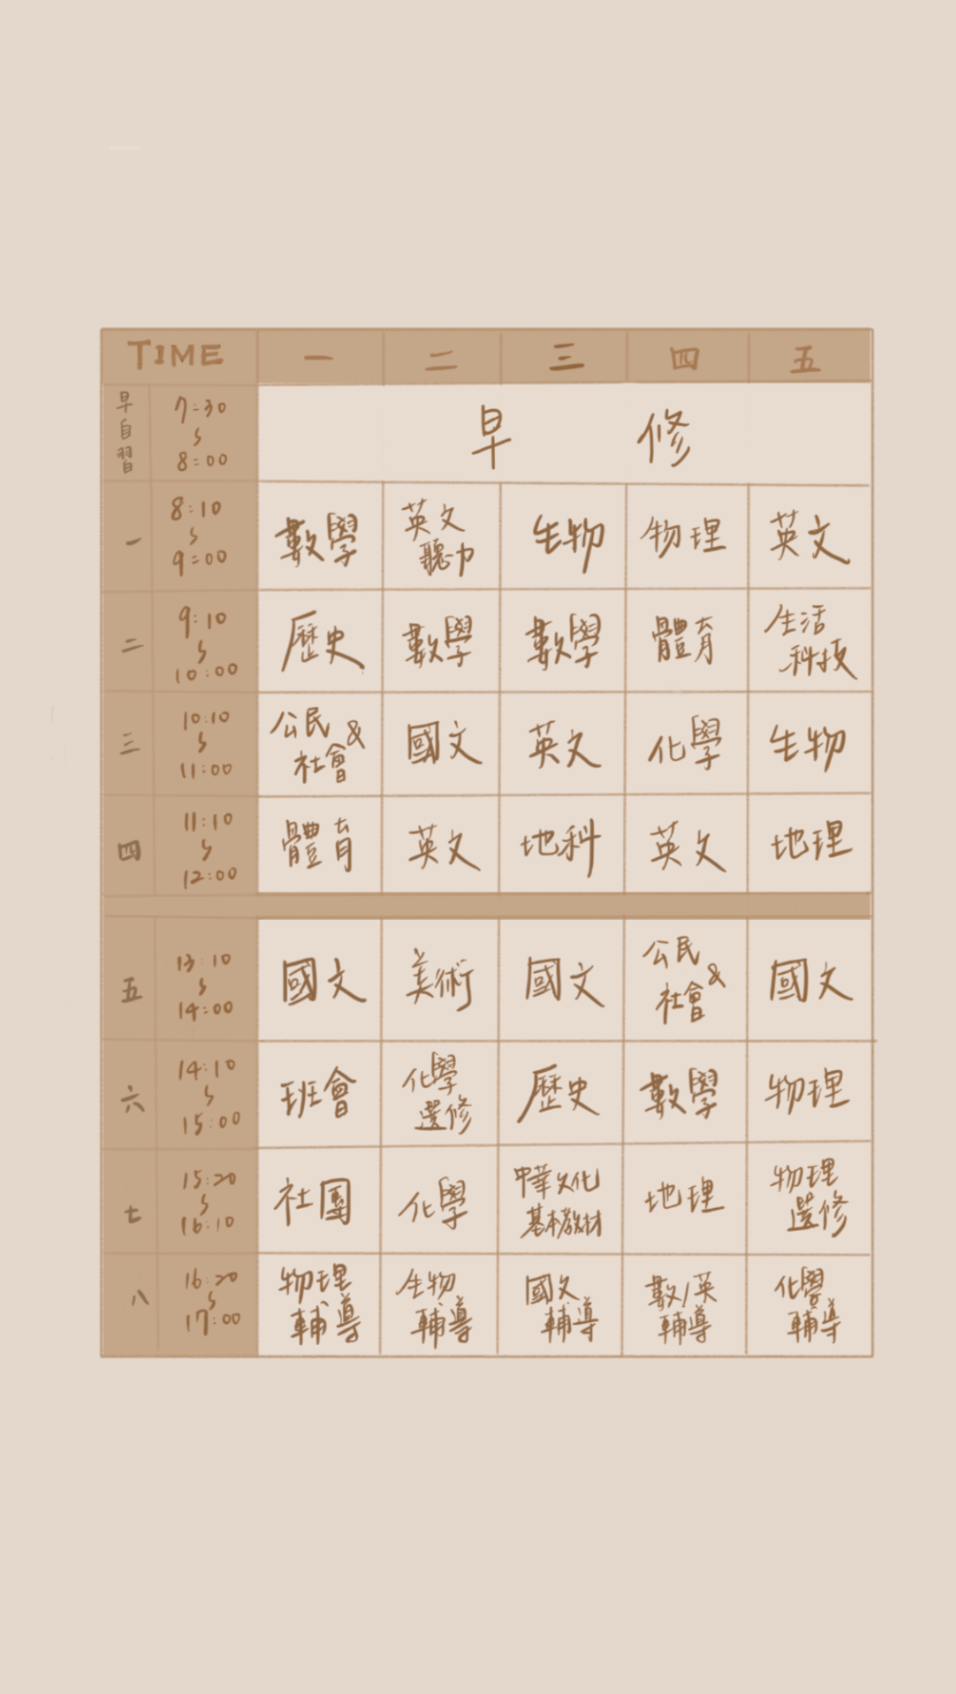 TIME 一 二 三 四 五
早自習 7:30 ~ 8:00 早修
一 8:10 ~ 9:00 數學 英文聽力 生物 物理 英文
二 9:10 ~ 10:00 歷史 數學 數學 體育 生活科技
三 10:10 ~ 11:00 公民&社會 國文 英文 化學 生物
四 11:10 ~ 12:00 體育 英文 地科 英文 地理
五 13:10 ~ 14:00 國文 美術 國文 公民&社會 國文
六 14:10 ~ 15:00 班會 化學選修 歷史 數學 物理
七 15:20 ~ 16:10 社團 化學 中華文化基本教材 地理 物理選修
八 16:20 ~ 17:00 物理輔導 生物輔導 國文輔導 數/英輔導 化學輔導